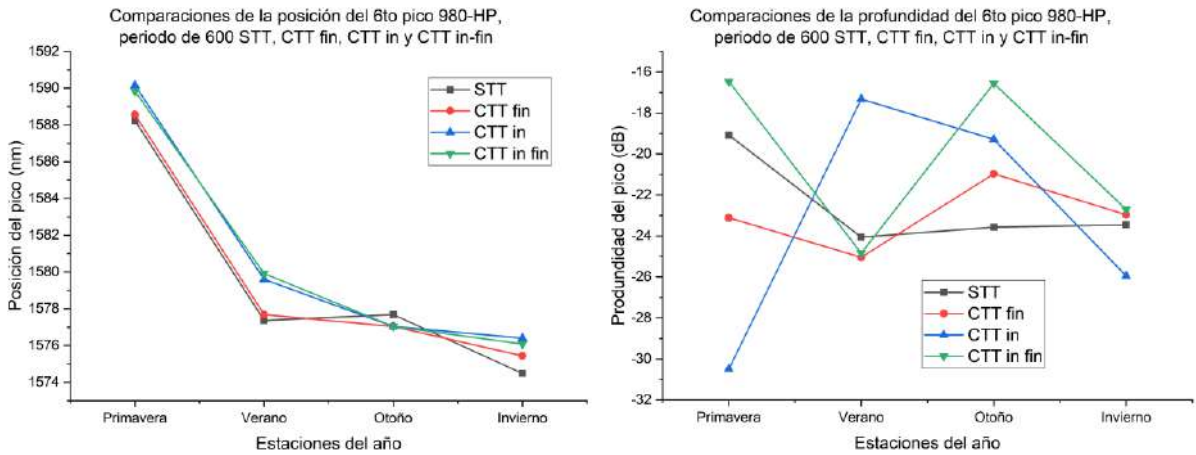 Comparaciones de la posición del 6to pico 980-HP,
periodo de 600 STT, CTT fin, CTT in y CTT in-fin
1592
1590
1588
1586
1584
1582
1580
1578
1576
1574
Posición del pico (nm)
STT
CTT fin
CTT in
CTT in fin
Primavera
Verano
Otoño
Invierno
Estaciones del año
Comparaciones de la profundidad del 6to pico 980-HP,
periodo de 600 STT, CTT fin, CTT in y CTT in-fin
-16
-18
-20
-22
-24
-26
-28
-30
-32
Produndidad del pico (dB)
STT
CTT fin
CTT in
CTT in fin
Primavera
Verano
Otoño
Invierno
Estaciones del año